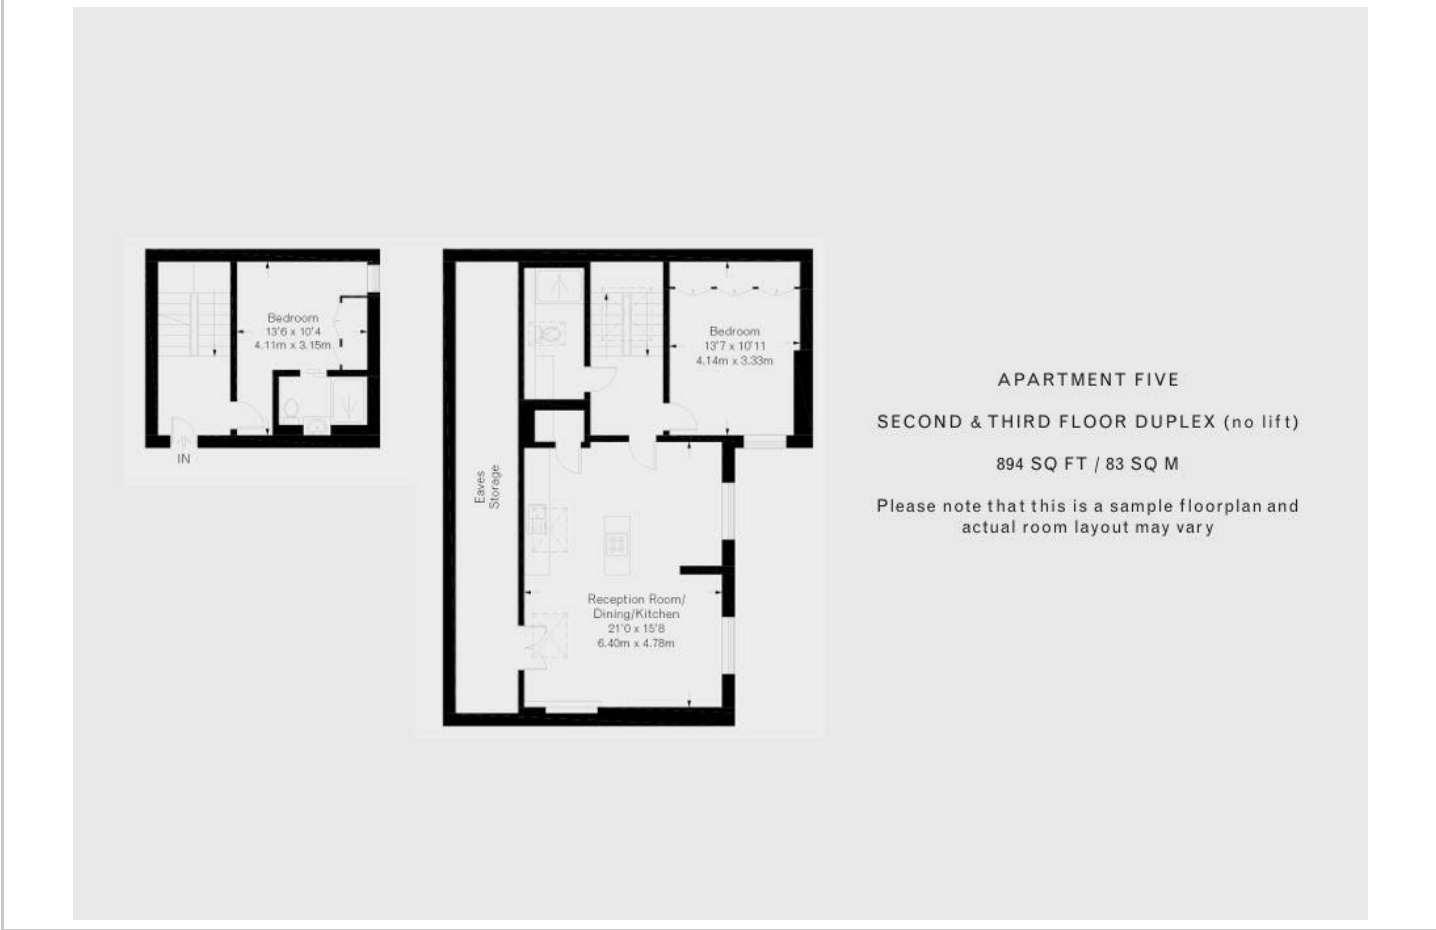 Bedroom
13'6 x 10'4
4.11m x 3.15m
IN
Eaves
Storage
Bedroom
13'7 x 10'11
4.14m x 3.33m
Reception Room/
Dining/Kitchen
21'0 x 15'8
6.40m x 4.78m
APARTMENT FIVE
SECOND & THIRD FLOOR DUPLEX (no lift)
894 SQ FT / 83 SQ M
Please note that this is a sample floorplan and
actual room layout may vary